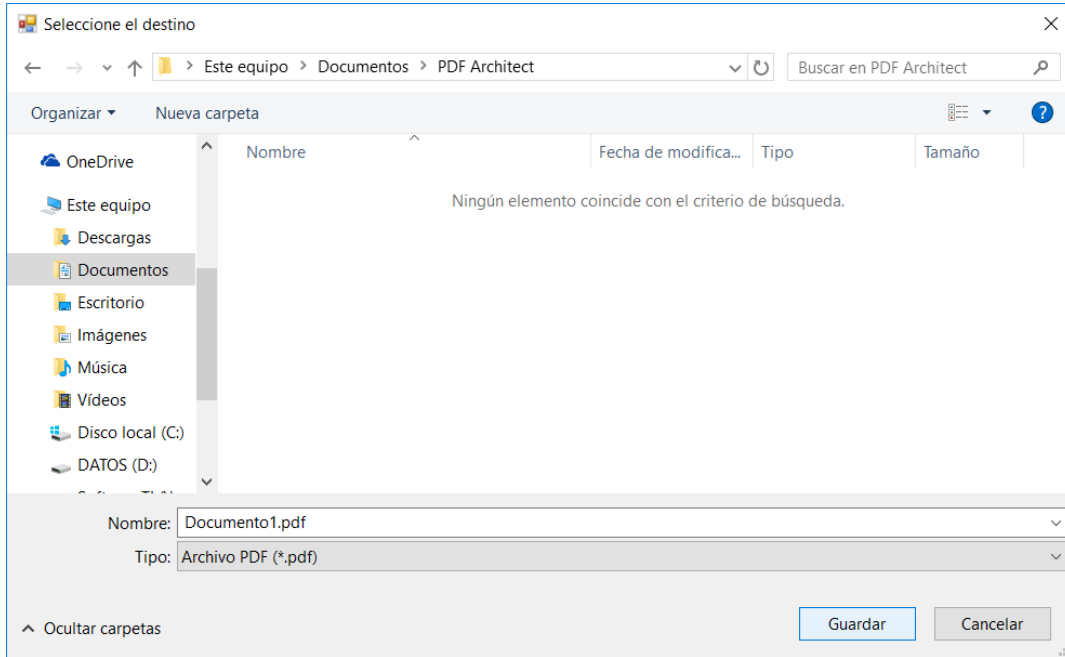 Seleccione el destino
Este equipo > Documentos > PDF Architect
Buscar en PDF Architect
Organizar
Nueva carpeta
?
Nombre
Fecha de modifica...
Tipo
Tamaño
Ningún elemento coincide con el criterio de búsqueda.
OneDrive
Este equipo
Descargas
Documentos
Escritorio
Imágenes
Música
Vídeos
Disco local (C:)
DATOS (D:)
Nombre: Documento1.pdf
Tipo: Archivo PDF (*.pdf)
Ocultar carpetas
Guardar
Cancelar